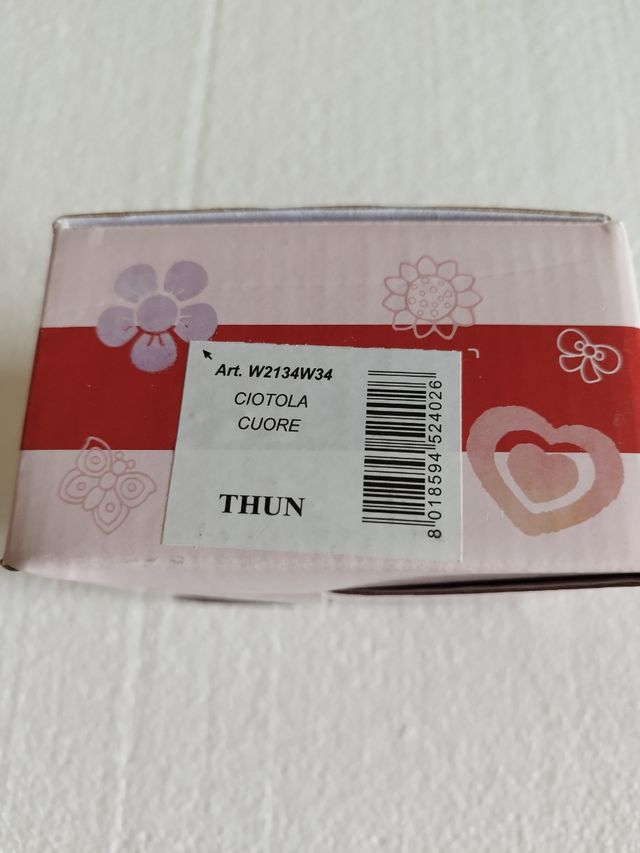 Art. W2134W34
CIOTOLA
CUORE
THUN
8 018594 524026